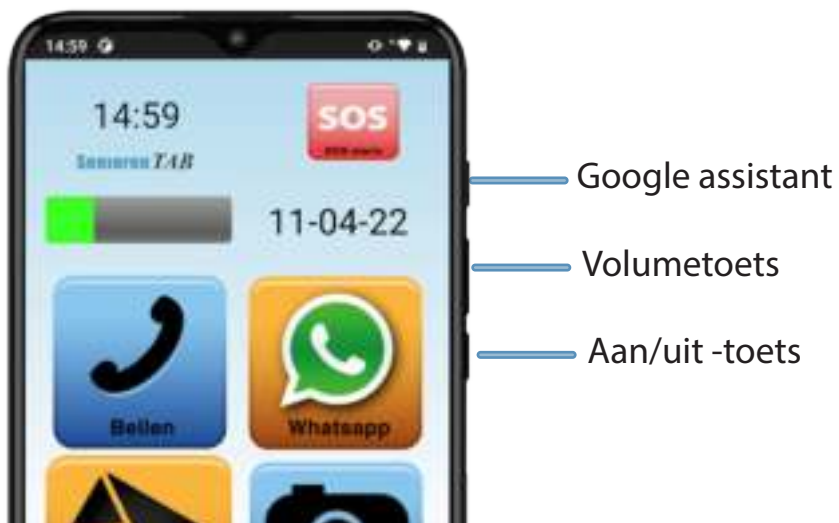 14:59
14:59
SOS
Senioren TAB
11-04-22
Google assistant
Volumetoets
Aan/uit -toets
Bellen
Whatsapp